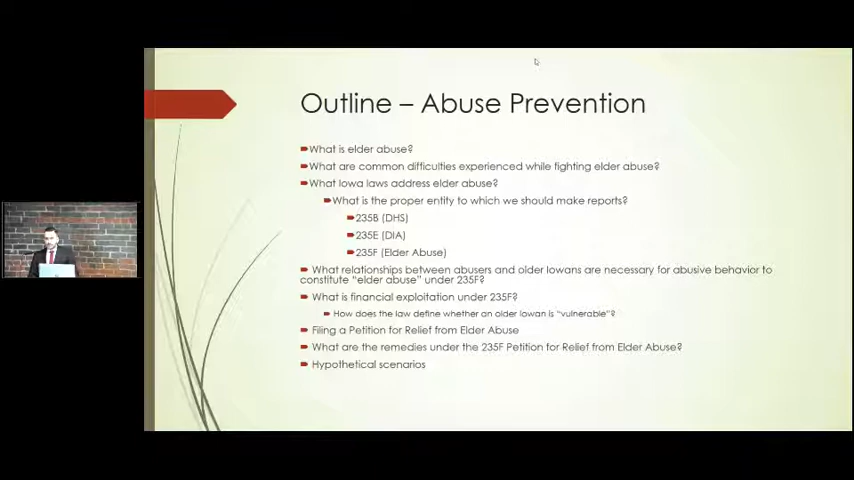 Outline – Abuse Prevention
What is elder abuse?
What are common difficulties experienced while fighting elder abuse?
What Iowa laws address elder abuse?
What is the proper entity to which we should make reports?
235B (DHS)
235E (DIA)
235F (Elder Abuse)
What relationships between abusers and older Iowans are necessary for abusive behavior to
constitute “elder abuse” under 235F?
What is financial exploitation under 235F?
How does the law define whether an older Iowan is “vulnerable”?
Filing a Petition for Relief from Elder Abuse
What are the remedies under the 235F Petition for Relief from Elder Abuse?
Hypothetical scenarios